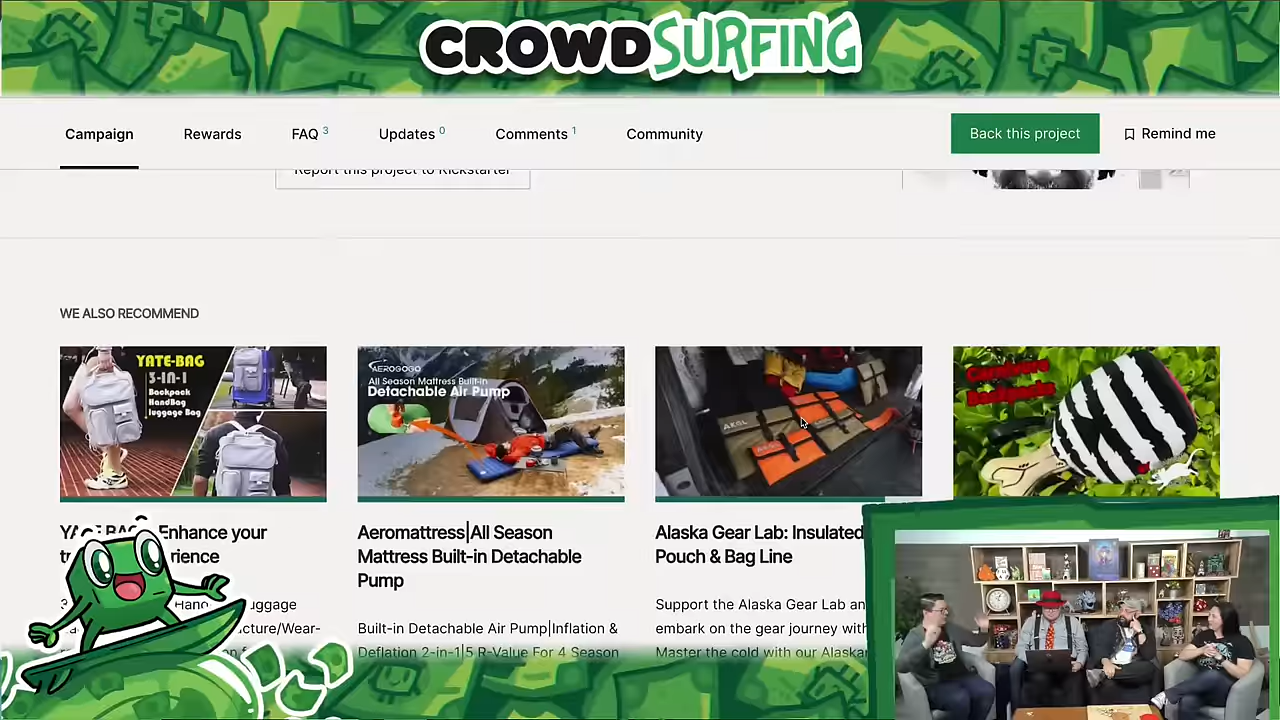 CROWDSURFING
Campaign
Rewards
FAQ 3
Updates 0
Comments 1
Community
Back this project
Remind me
Report this project to Kickstarter
WE ALSO RECOMMEND
YATE-BAG
3-IN-1
Backpack
HandBag
luggage Bag
AEROGOGO
All Season Mattress Built-in
Detachable Air Pump
AKGL
Carnivore
Backpacks
Enhance your
Aeromattress|All Season
Mattress Built-in Detachable
Pump
Alaska Gear Lab: Insulated
Pouch & Bag Line
Built-in Detachable Air Pump|Inflation &
Deflation 2-in-1|5 R-Value For 4 Season
Support the Alaska Gear Lab an
embark on the gear journey with
Master the cold with our Alaska